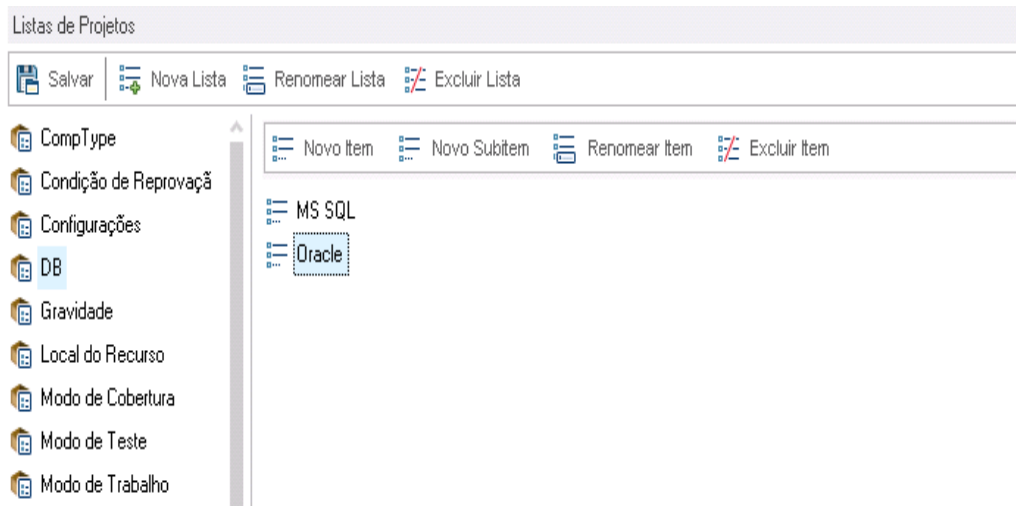 Listas de Projetos
Salvar Nova Lista Renomear Lista Excluir Lista
CompType
Condição de Reprovaçã
Configurações
DB
Gravidade
Local do Recurso
Modo de Cobertura
Modo de Teste
Modo de Trabalho
Novo Item Novo Subitem Renomear Item Excluir Item
MS SQL
Oracle